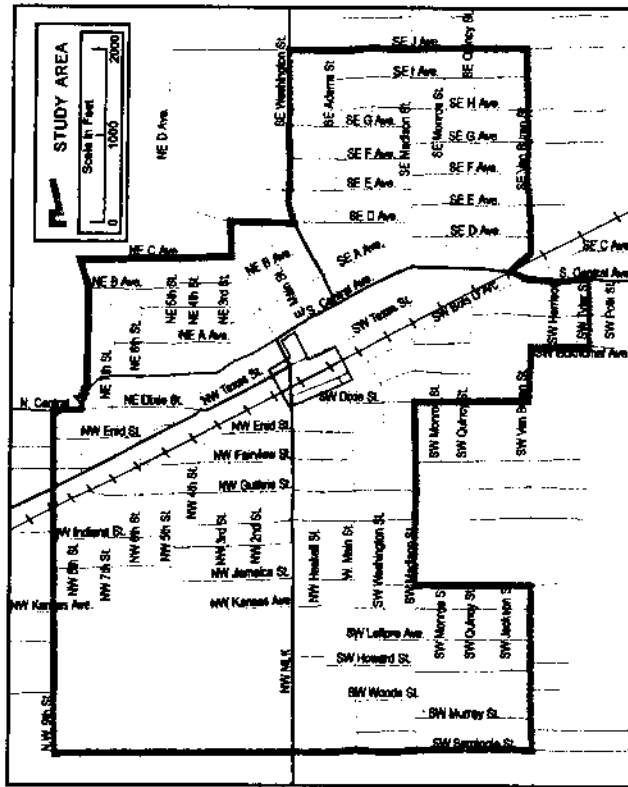 STUDY AREA
Scale in Feet
0 1000 2000
NE D Ave.
SE Washington St.
SE J Ave.
SE Quincy St.
SE I Ave.
SE Adams St.
SE H Ave.
SE G Ave.
SE Madison St.
SE Monroe St.
SE G Ave.
SE F Ave.
SE F Ave.
SE Van Buren St.
SE E Ave.
SE E Ave.
SE D Ave.
SE D Ave.
NE C Ave.
NE B Ave.
SE A Ave.
SE C Ave.
NE B Ave.
NE 5th St.
NE 4th St.
NE 3rd St.
Main St.
S. Central Ave.
S. Central Ave.
NE A Ave.
SW Texas St.
SW Bois D'Arc
SW Harrison
SW Tyler St.
SW Polk St.
NE 7th St.
NE 6th St.
SW National Ave.
N. Central
NE Dixie St.
NW Texas St.
SW Dixie St.
NW Enid St.
NW Enid St.
SW Monroe St.
SW Quincy St.
SW Van Buren St.
NW Fairview St.
NW Guthrie St.
NW 4th St.
NW Indiana St.
NW 8th St.
NW 7th St.
NW 6th St.
NW 5th St.
NW 3rd St.
NW 2nd St.
NW Haskell St.
W. Main St.
SW Washington St.
SW Madison St.
NW Jamaica St.
NW Kansas Ave.
NW Kansas Ave.
SW Monroe S
SW Quincy St.
SW Jackson S
SW Leflore Ave.
NW MLK
SW Howard St.
SW Woods St.
N.W. 9th St.
SW Murray St.
SW Seminole St.